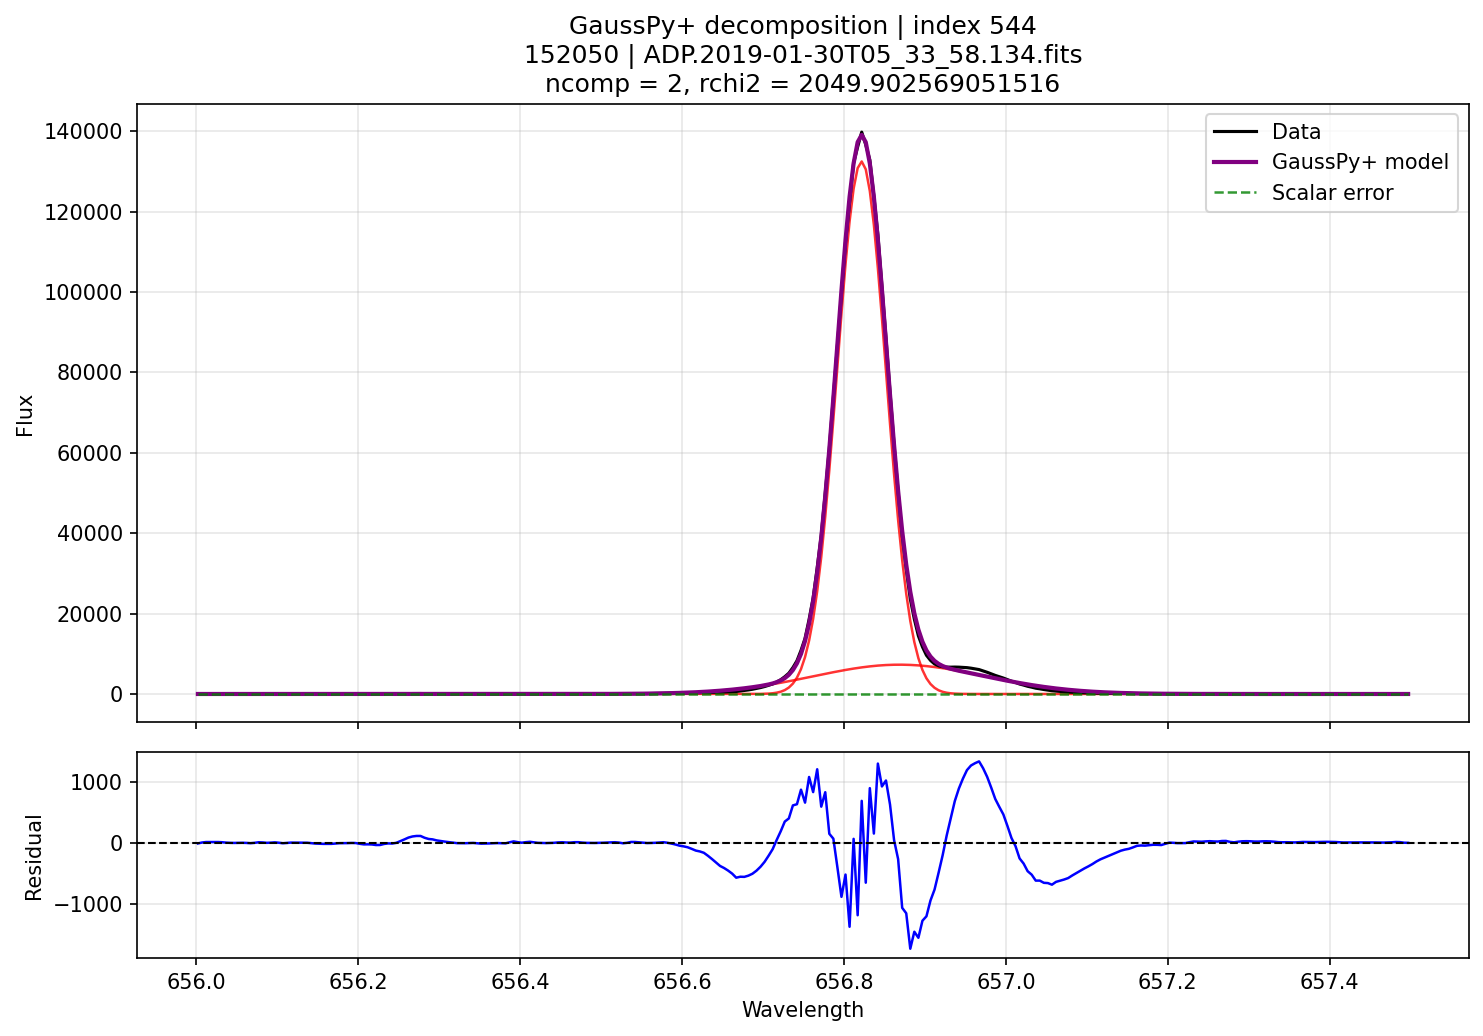 GaussPy+ decomposition | index 544
152050 | ADP.2019-01-30T05_33_58.134.fits
ncomp = 2, rchi2 = 2049.902569051516
Data
GaussPy+ model
Scalar error
140000
120000
100000
80000
60000
40000
20000
0
Flux
1000
0
−1000
Residual
656.0 656.2 656.4 656.6 656.8 657.0 657.2 657.4
Wavelength